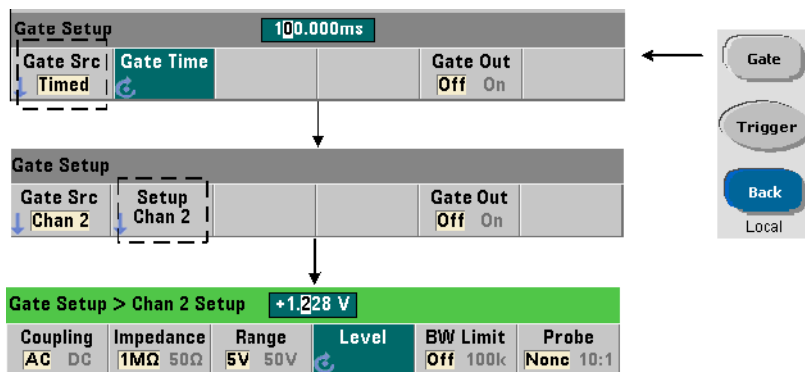 Gate Setup 100.000ms
Gate Src Gate Time Gate Out
Timed Off On
Gate
Trigger
Back
Local
Gate Setup
Gate Src Setup Gate Out
Chan 2 Chan 2 Off On
Gate Setup > Chan 2 Setup +1.228 V
Coupling Impedance Range Level BW Limit Probe
AC DC 1MΩ 50Ω 5V 50V Off 100k None 10:1